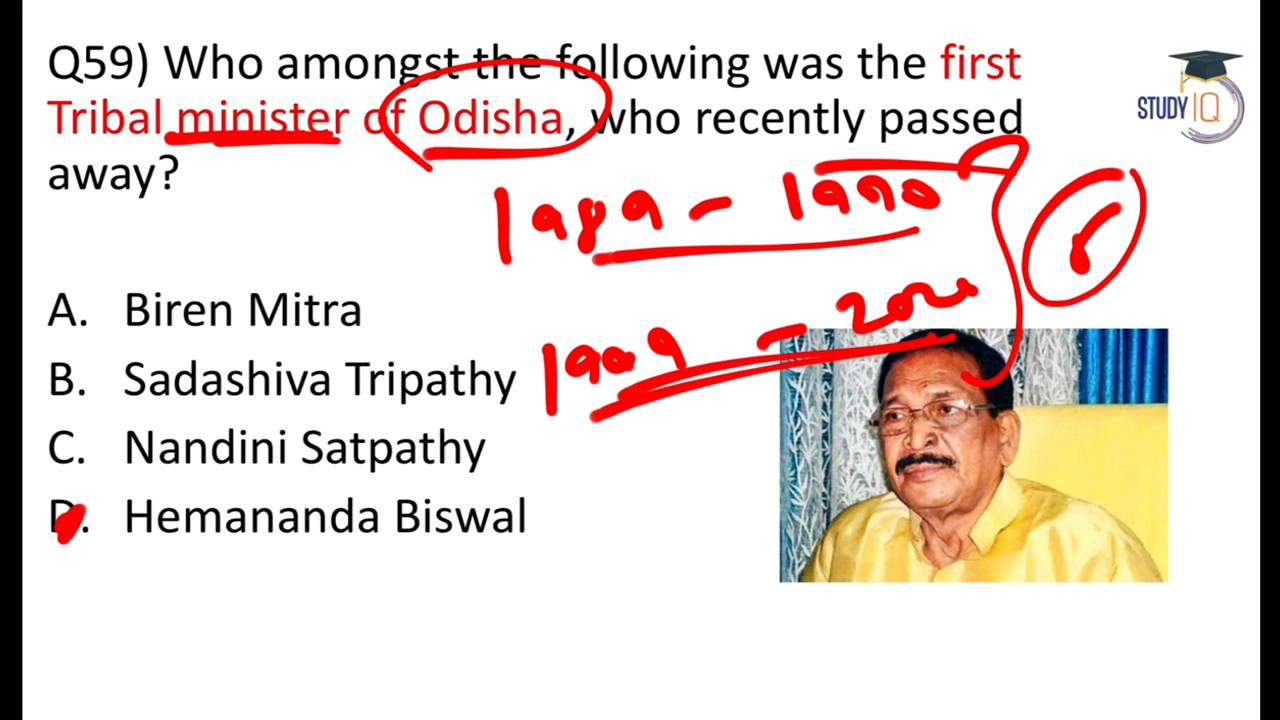 Q59) Who amongst the following was the first
Tribal minister of Odisha, who recently passed
away?
STUDY IQ
1989 - 1990
1999 - 2000
A. Biren Mitra
B. Sadashiva Tripathy
C. Nandini Satpathy
D. Hemananda Biswal